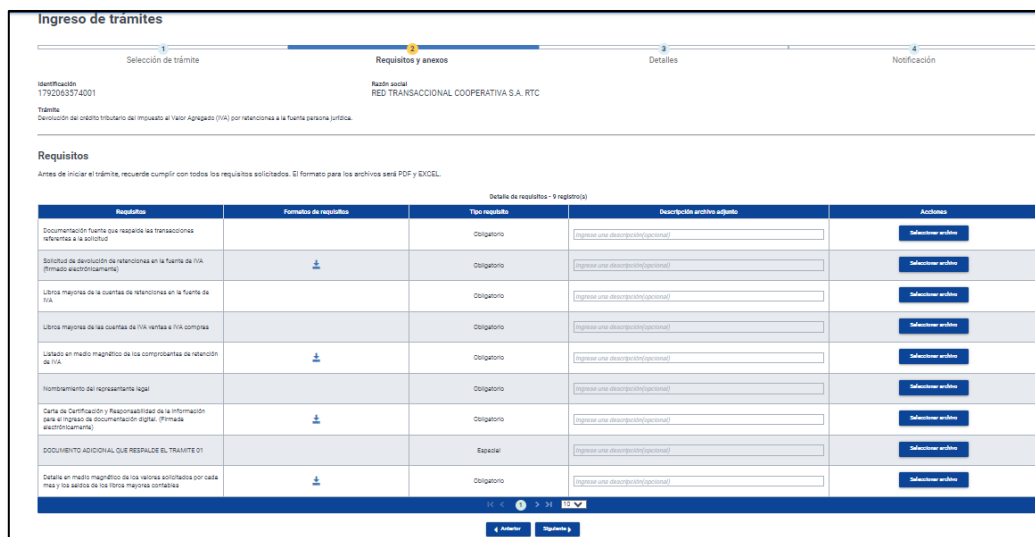 Ingreso de trámites
1 2 3 4
Selección de trámite Requisitos y anexos Detalles Notificación
Identificación Razón social
1792063574001 RED TRANSACCIONAL COOPERATIVA S.A. RTC
Trámite
Devolución del crédito tributario del Impuesto al Valor Agregado (IVA) por retenciones a la fuente persona jurídica.
Requisitos
Antes de iniciar el trámite, recuerde cumplir con todos los requisitos solicitados. El formato para los archivos será PDF y EXCEL.
Detalle de requisitos - 9 registro(s)
Requisitos Formatos de requisitos Tipo requisito Descripción archivo adjunto Acciones
Documentación fuente que respalde las transacciones
referentes a la solicitud
Obligatorio Ingrese una descripción(opcional) Seleccionar archivo
Solicitud de devolución de retenciones en la fuente de IVA
(firmado electrónicamente)
Obligatorio Ingrese una descripción(opcional) Seleccionar archivo
Libros mayores de la cuentas de retenciones en la fuente de
IVA
Obligatorio Ingrese una descripción(opcional) Seleccionar archivo
Libros mayores de las cuentas de IVA ventas e IVA compras Obligatorio Ingrese una descripción(opcional) Seleccionar archivo
Listado en medio magnético de los comprobantes de retención
de IVA
Obligatorio Ingrese una descripción(opcional) Seleccionar archivo
Nombramiento del representante legal Obligatorio Ingrese una descripción(opcional) Seleccionar archivo
Carta de Certificación y Responsabilidad de la información
para el ingreso de documentación digital. (Firmada
electrónicamente)
Obligatorio Ingrese una descripción(opcional) Seleccionar archivo
DOCUMENTO ADICIONAL QUE RESPALDE EL TRAMITE 01 Especial Ingrese una descripción(opcional) Seleccionar archivo
Detalle en medio magnético de los valores solicitados por cada
mes y los saldos de los libros mayores contables
Obligatorio Ingrese una descripción(opcional) Seleccionar archivo
1 10
Anterior Siguiente